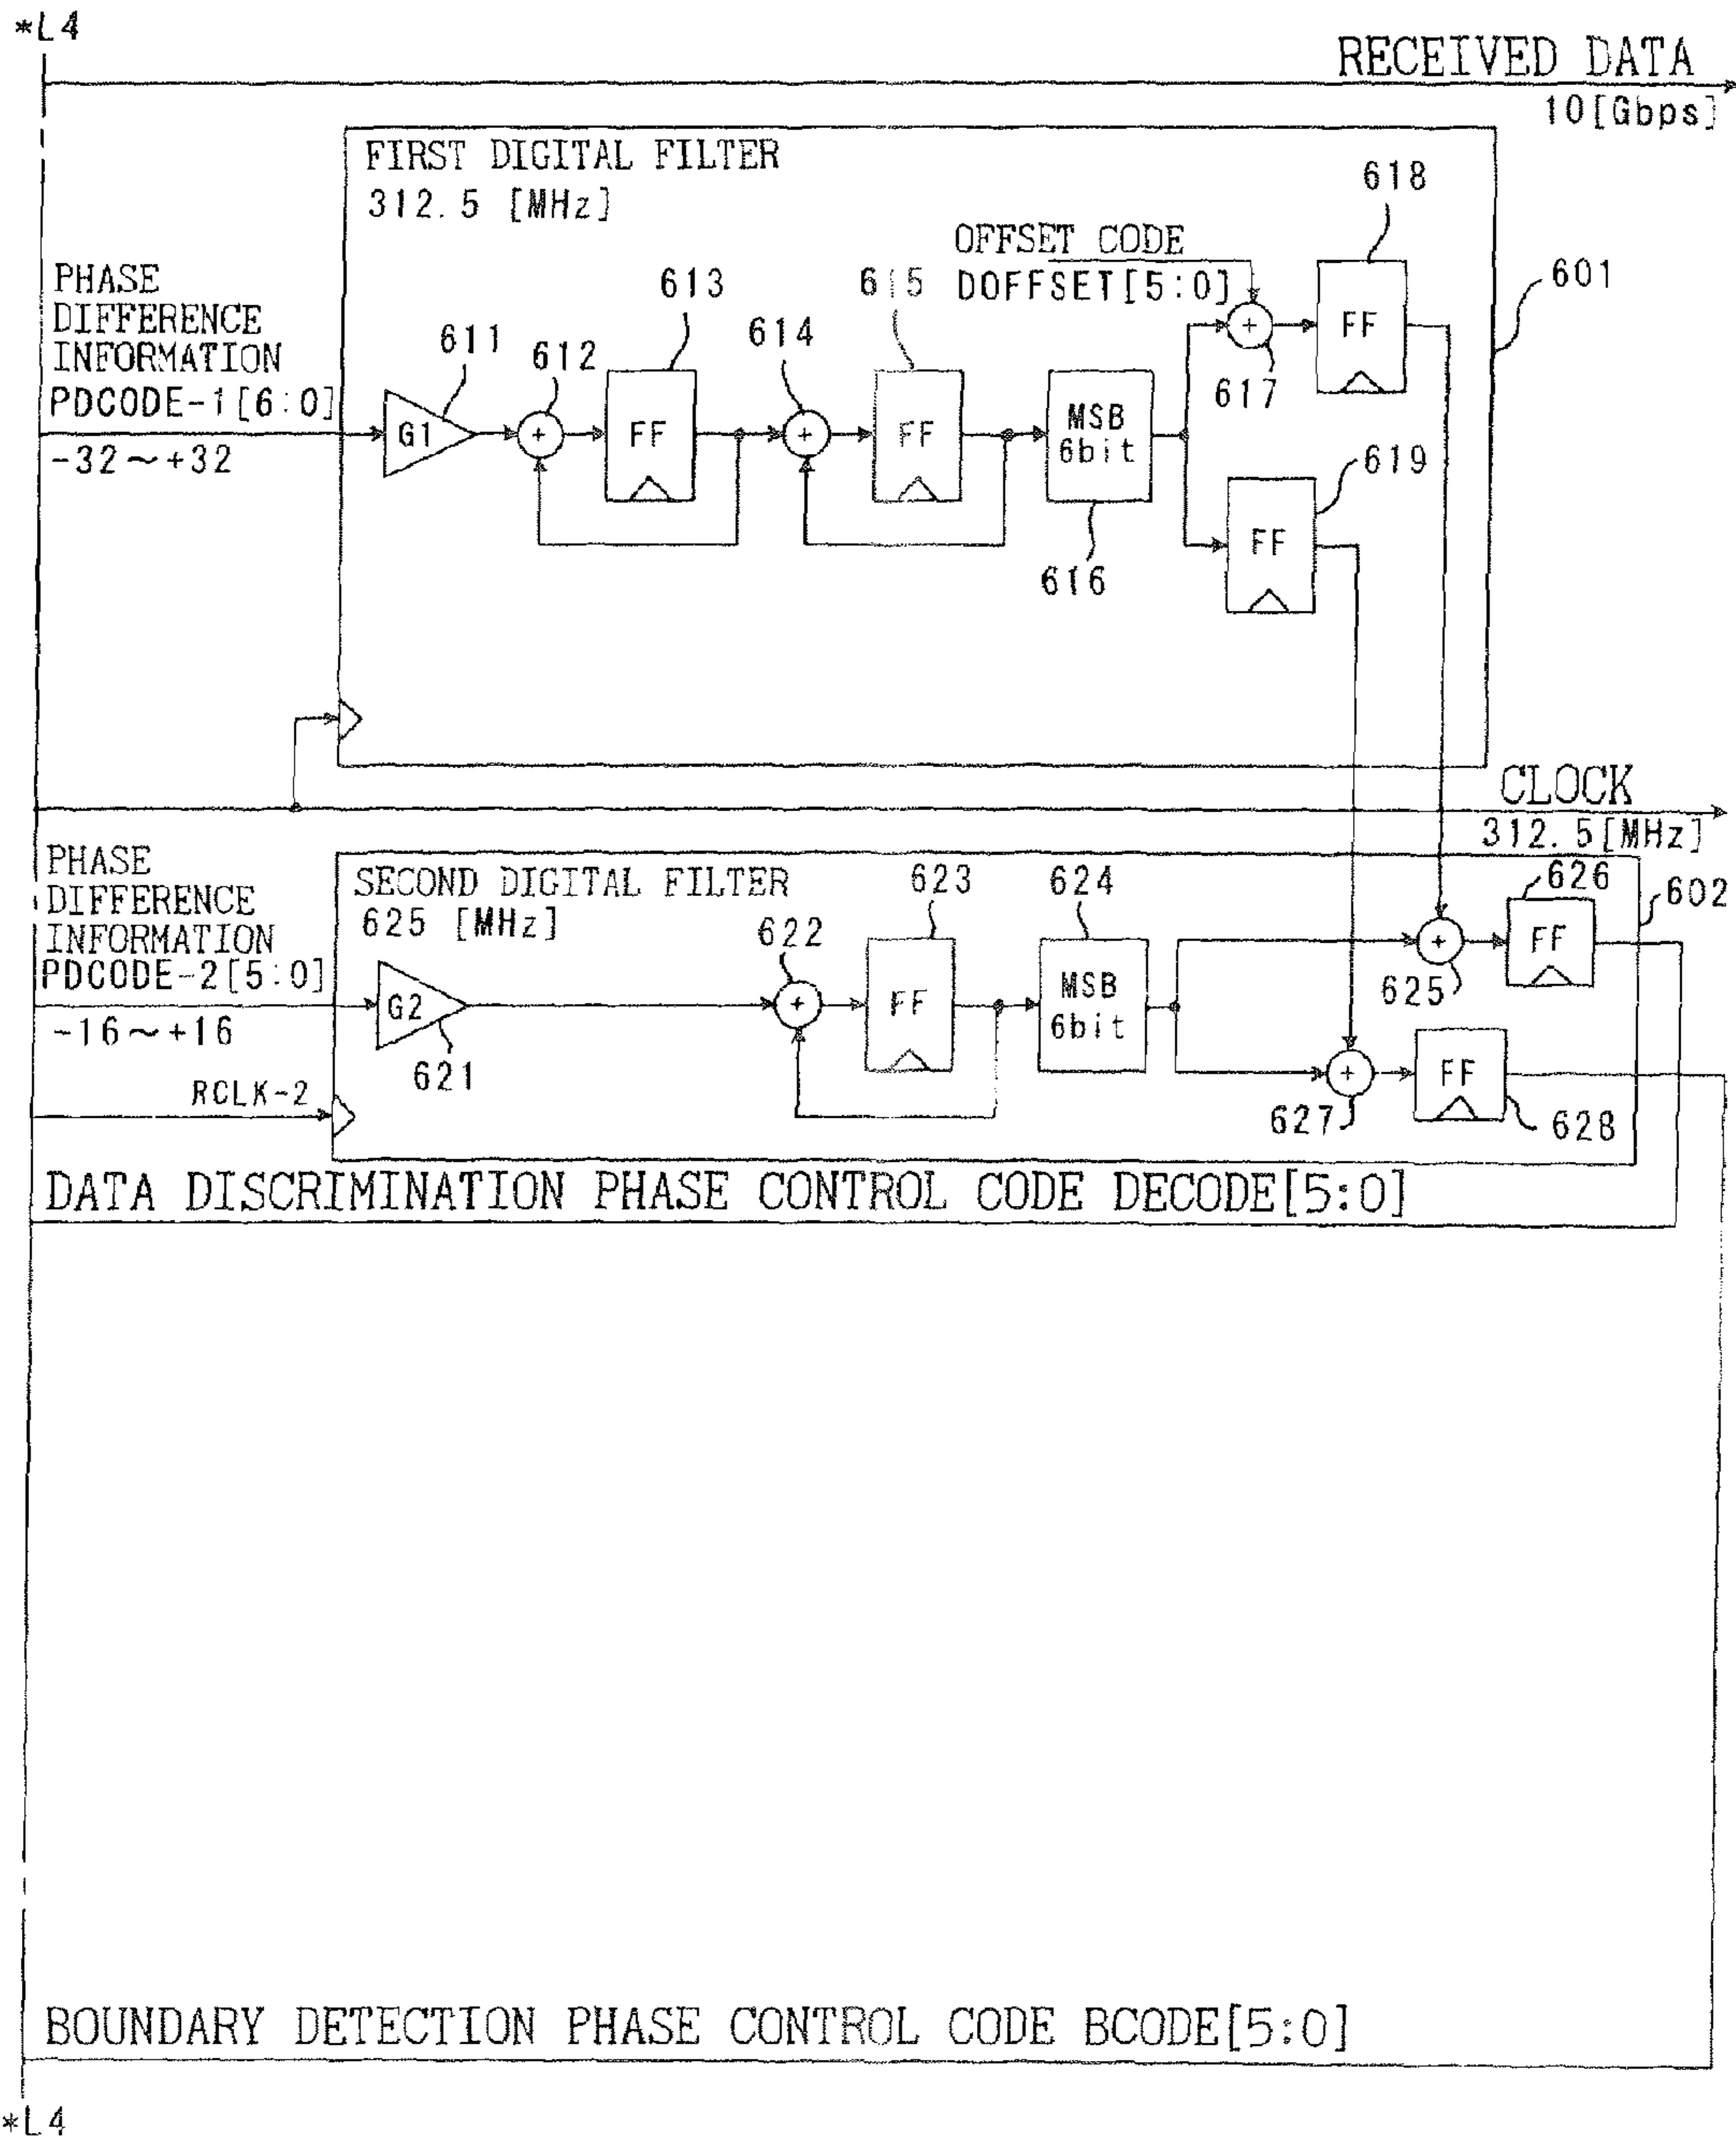 *L4
RECEIVED DATA
10[Gbps]
FIRST DIGITAL FILTER
312.5 [MHz]
618
OFFSET CODE
DOFFSET[5:0]
PHASE
DIFFERENCE
INFORMATION
PDCODE-1[6:0]
-32~+32
611
612
613
614
615
601
G1
+
FF
+
FF
MSB
6bit
+
617
FF
619
FF
616
CLOCK
312.5[MHz]
PHASE
DIFFERENCE
INFORMATION
PDCODE-2[5:0]
-16~+16
SECOND DIGITAL FILTER
625 [MHz]
622
623
624
626
602
G2
621
+
FF
MSB
6bit
+
625
FF
RCLK-2
+
627
FF
628
DATA DISCRIMINATION PHASE CONTROL CODE DECODE[5:0]
BOUNDARY DETECTION PHASE CONTROL CODE BCODE[5:0]
*L4